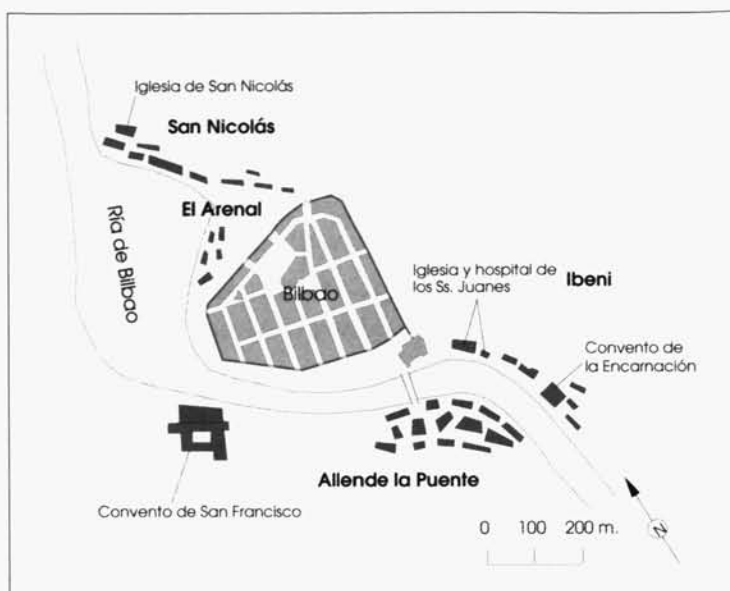 Iglesia de San Nicolás
San Nicolás
El Arenal
Ría de Bilbao
Bilbao
Iglesia y hospital de
los Ss. Juanes
Ibeni
Convento de
la Encarnación
Allende la Puente
Convento de San Francisco
N
0 100 200 m.